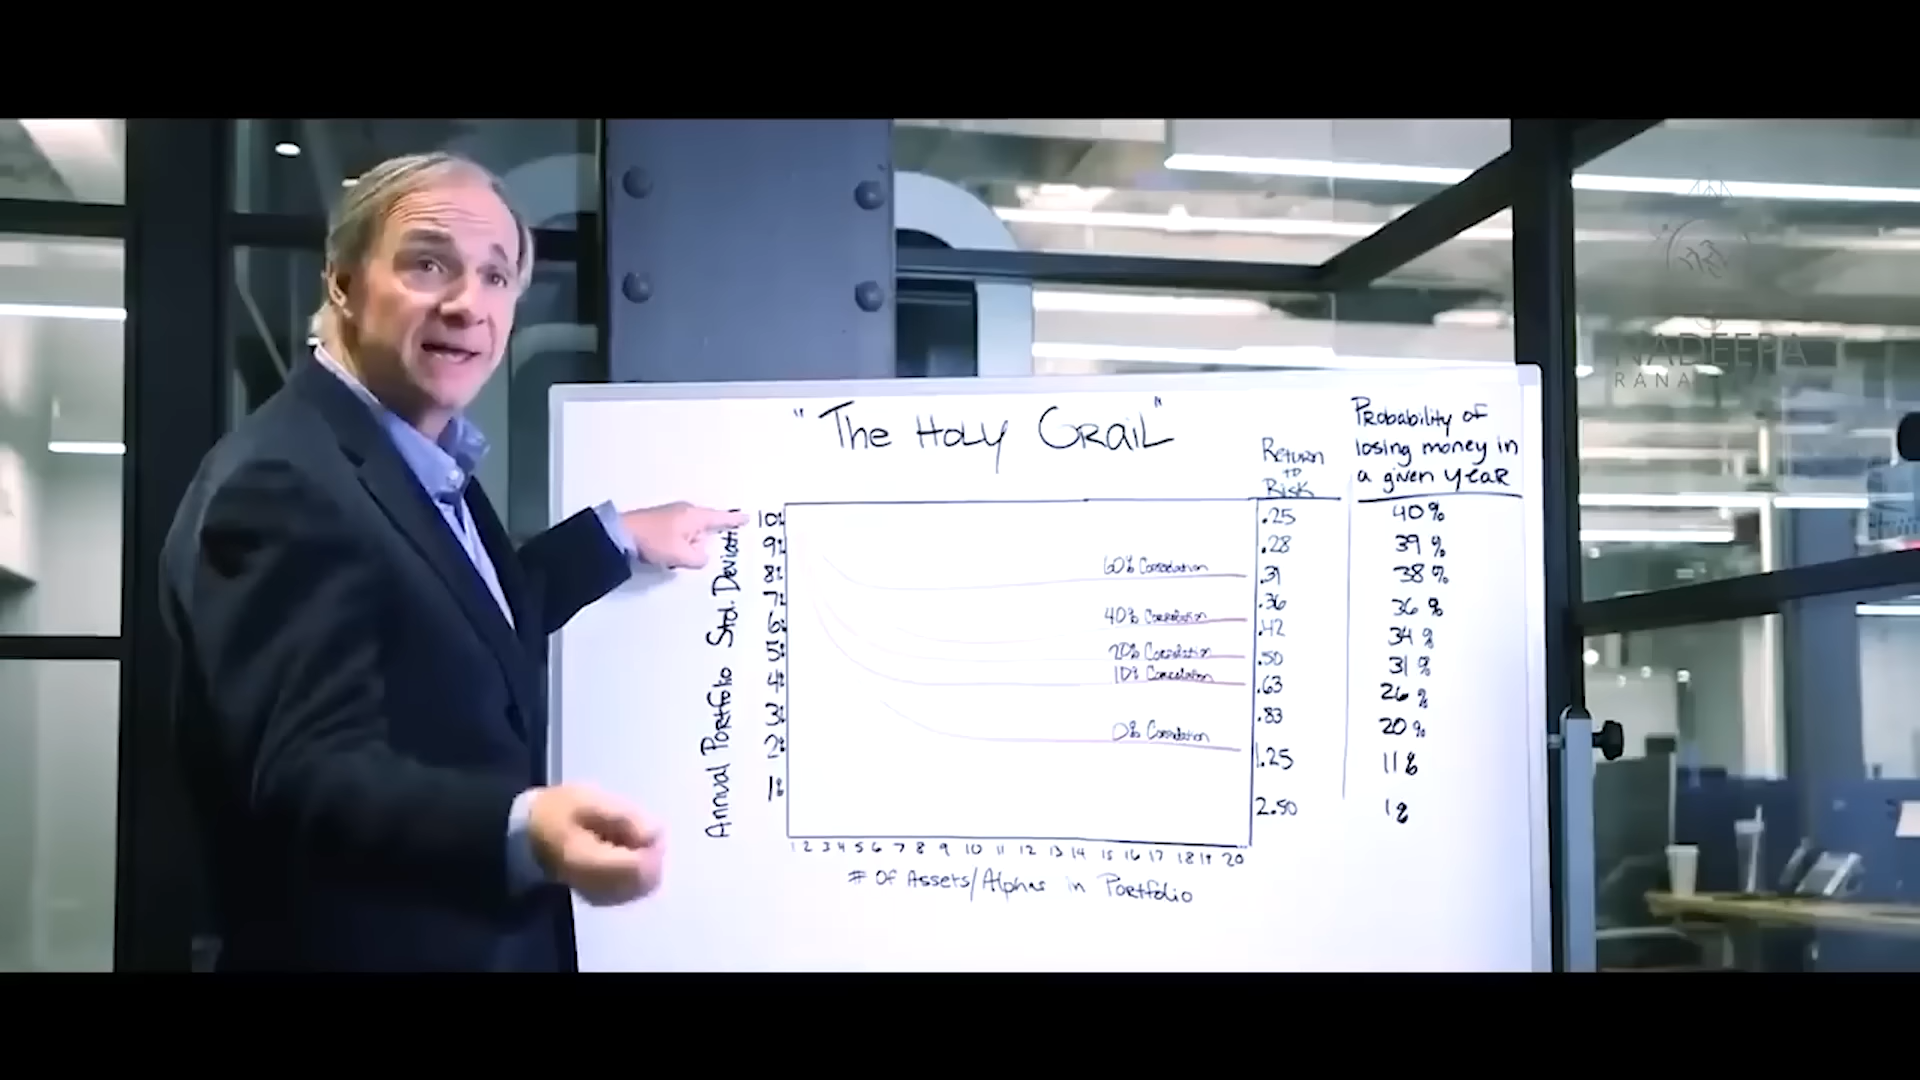 "The Holy Grail"
Return
to
Risk
Probability of
losing money in
a given year
Annual Portfolio Std. Deviati
10%
9%
8%
7%
6%
5%
4%
3%
2%
1%
60% Correlation
40% Correlation
20% Correlation
10% Correlation
0% Correlation
.25
.28
.31
.36
.42
.50
.63
.83
1.25
2.50
40%
39%
38%
36%
34%
31%
26%
20%
11%
1%
1 2 3 4 5 6 7 8 9 10 11 12 13 14 15 16 17 18 19 20
# Of Assets/Alphas in Portfolio
NADEEPA
RANA